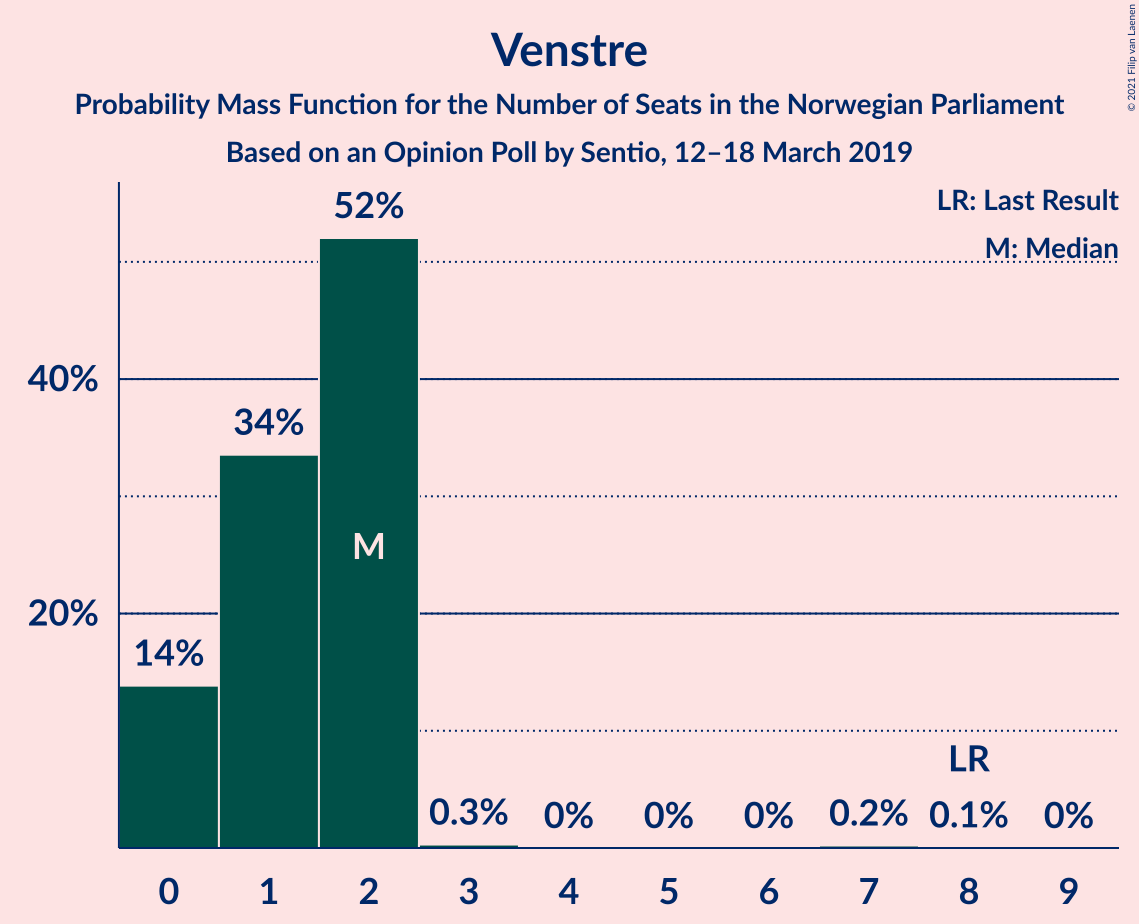 Venstre
Probability Mass Function for the Number of Seats in the Norwegian Parliament
Based on an Opinion Poll by Sentio, 12–18 March 2019
© 2021 Filip van Laenen
LR: Last Result
M: Median
52%
40%
34%
M
20%
14%
LR
0.3% 0% 0% 0% 0.2% 0.1% 0%
0 1 2 3 4 5 6 7 8 9